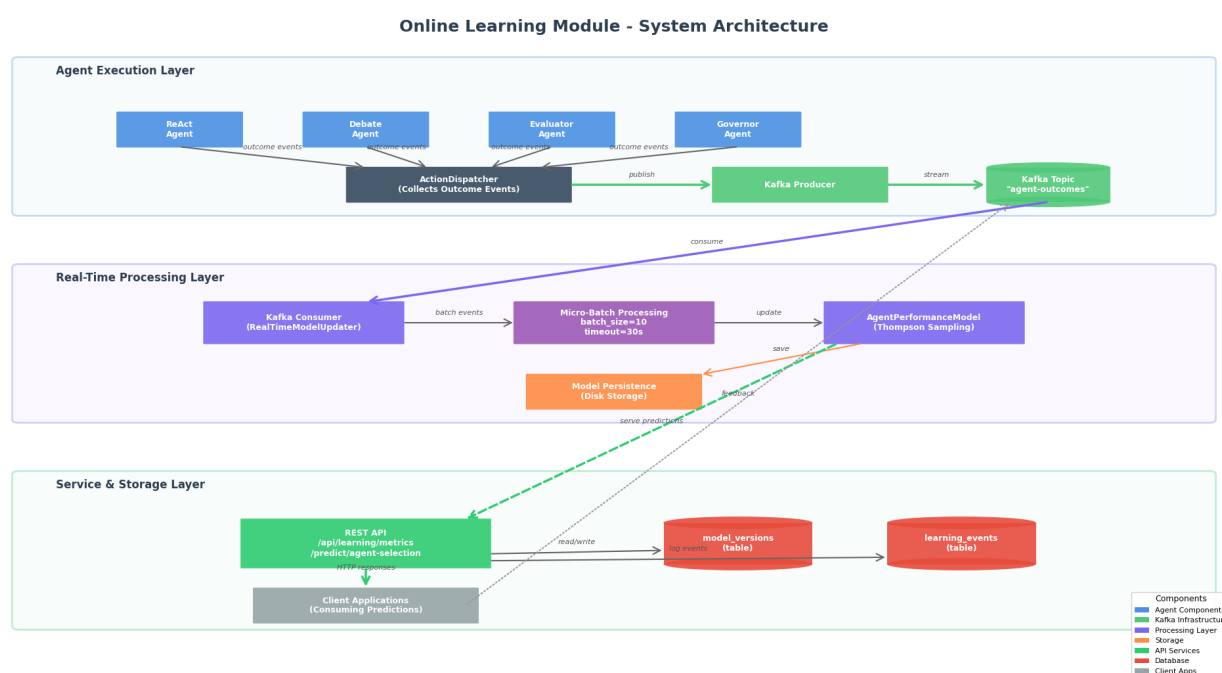 Online Learning Module - System Architecture
Agent Execution Layer
ReAct
Agent
Debate
Agent
Evaluator
Agent
Governor
Agent
outcome events
outcome events
outcome events
outcome events
ActionDispatcher
(Collects Outcome Events)
publish
Kafka Producer
stream
Kafka Topic
"agent-outcomes"
consume
Real-Time Processing Layer
Kafka Consumer
(RealTimeModelUpdater)
batch events
Micro-Batch Processing
batch_size=10
timeout=30s
update
AgentPerformanceModel
(Thompson Sampling)
save
Model Persistence
(Disk Storage)
feedback
serve predictions
Service & Storage Layer
REST API
/api/learning/metrics
/predict/agent-selection
read/write
log events
model_versions
(table)
learning_events
(table)
HTTP responses
Client Applications
(Consuming Predictions)
Components
Agent Component
Kafka Infrastructur
Processing Layer
Storage
API Services
Database
Client Apps